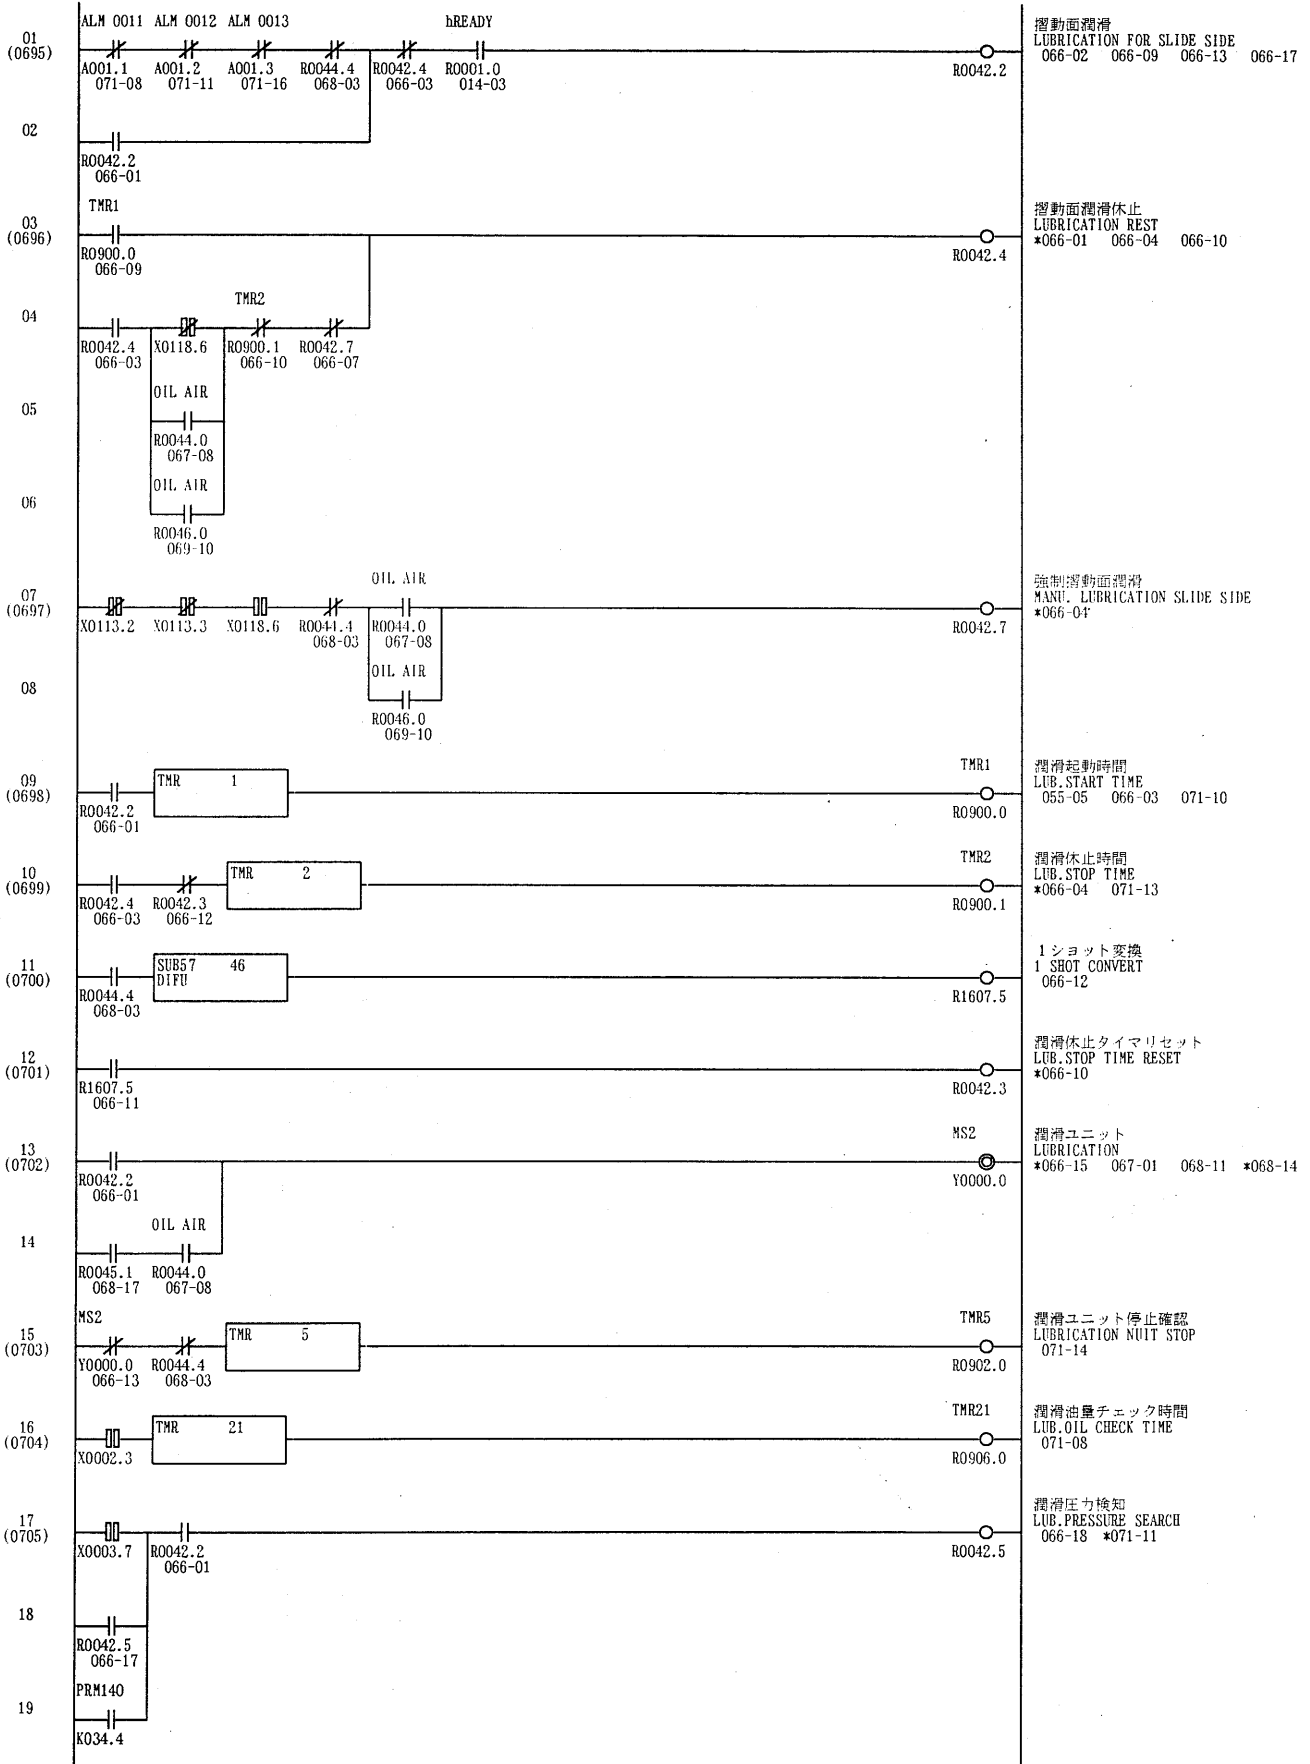 ALM 0011 ALM 0012 ALM 0013 hREADY
01
(0695)
A001.1 A001.2 A001.3 R0044.4 R0042.4 R0001.0 R0042.2
071-08 071-11 071-16 068-03 066-03 014-03
摺動面潤滑
LUBRICATION FOR SLIDE SIDE
066-02 066-09 066-13 066-17
02
R0042.2
066-01
TMR1
03
(0696)
R0900.0 R0042.4
066-09
摺動面潤滑休止
LUBRICATION REST
*066-01 066-04 066-10
TMR2
04
R0042.4 X0118.6 R0900.1 R0042.7
066-03 066-10 066-07
OIL AIR
05
R0044.0
067-08
OIL AIR
06
R0046.0
069-10
OIL AIR
07
(0697)
X0113.2 X0113.3 X0118.6 R0044.4 R0044.0 R0042.7
068-03 067-08
強制摺動面潤滑
MANU. LUBRICATION SLIDE SIDE
*066-04
OIL AIR
08
R0046.0
069-10
TMR1
09
(0698)
TMR 1
R0042.2 R0900.0
066-01
潤滑起動時間
LUB.START TIME
055-05 066-03 071-10
TMR2
10
(0699)
TMR 2
R0042.4 R0042.3 R0900.1
066-03 066-12
潤滑休止時間
LUB.STOP TIME
*066-04 071-13
11
(0700)
SUB57 46
DIFU
R0044.4 R1607.5
068-03
1ショット変換
1 SHOT CONVERT
066-12
12
(0701)
R1607.5 R0042.3
066-11
潤滑休止タイマリセット
LUB.STOP TIME RESET
*066-10
MS2
13
(0702)
R0042.2 Y0000.0
066-01
潤滑ユニット
LUBRICATION
*066-15 067-01 068-11 *068-14
OIL AIR
14
R0045.1 R0044.0
068-17 067-08
MS2 TMR5
15
(0703)
TMR 5
Y0000.0 R0044.4 R0902.0
066-13 068-03
潤滑ユニット停止確認
LUBRICATION NUIT STOP
071-14
TMR21
16
(0704)
TMR 21
X0002.3 R0906.0
潤滑油量チェック時間
LUB.OIL CHECK TIME
071-08
17
(0705)
X0003.7 R0042.2 R0042.5
066-01
潤滑圧力検知
LUB.PRESSURE SEARCH
066-18 *071-11
18
R0042.5
066-17
PRM140
19
K034.4